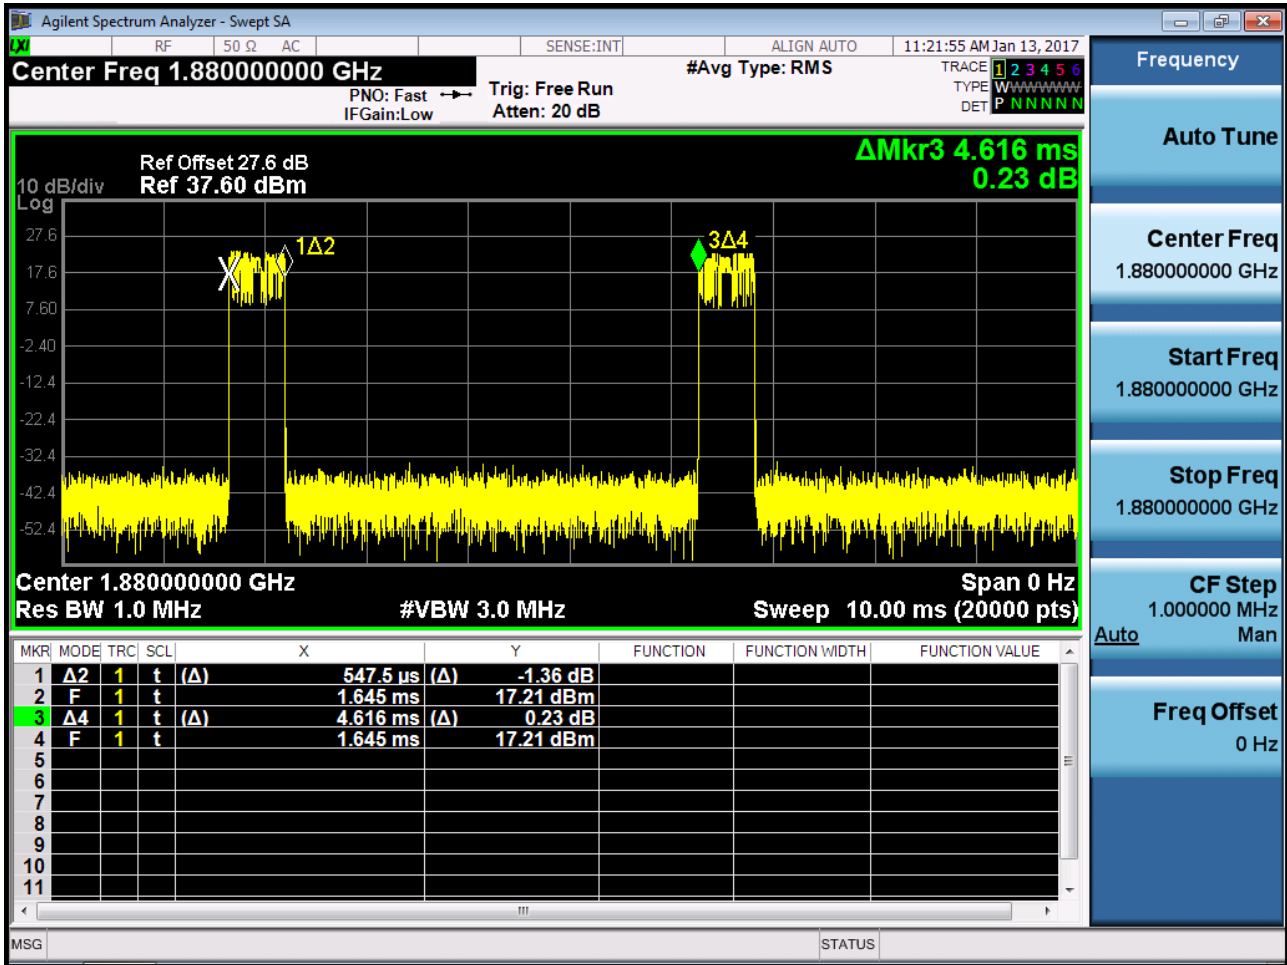 Agilent Spectrum Analyzer - Swept SA
LXI RF 50 Ω AC SENSE:INT ALIGN AUTO 11:21:55 AM Jan 13, 2017
Center Freq 1.880000000 GHz
PNO: Fast
IFGain:Low
Trig: Free Run
Atten: 20 dB
#Avg Type: RMS
TRACE 1 2 3 4 5 6
TYPE WWWWWW
DET P N N N N N
Ref Offset 27.6 dB
10 dB/div Ref 37.60 dBm
Log
ΔMkr3 4.616 ms
0.23 dB
27.6
17.6
7.60
-2.40
-12.4
-22.4
-32.4
-42.4
-52.4
1Δ2
3Δ4
X
Center 1.880000000 GHz Span 0 Hz
Res BW 1.0 MHz #VBW 3.0 MHz Sweep 10.00 ms (20000 pts)
MKR MODE TRC SCL X Y FUNCTION FUNCTION WIDTH FUNCTION VALUE
1 Δ2 1 t (Δ) 547.5 µs (Δ) -1.36 dB
2 F 1 t 1.645 ms 17.21 dBm
3 Δ4 1 t (Δ) 4.616 ms (Δ) 0.23 dB
4 F 1 t 1.645 ms 17.21 dBm
5
6
7
8
9
10
11
MSG STATUS
Frequency
Auto Tune
Center Freq
1.880000000 GHz
Start Freq
1.880000000 GHz
Stop Freq
1.880000000 GHz
CF Step
1.000000 MHz
Auto Man
Freq Offset
0 Hz